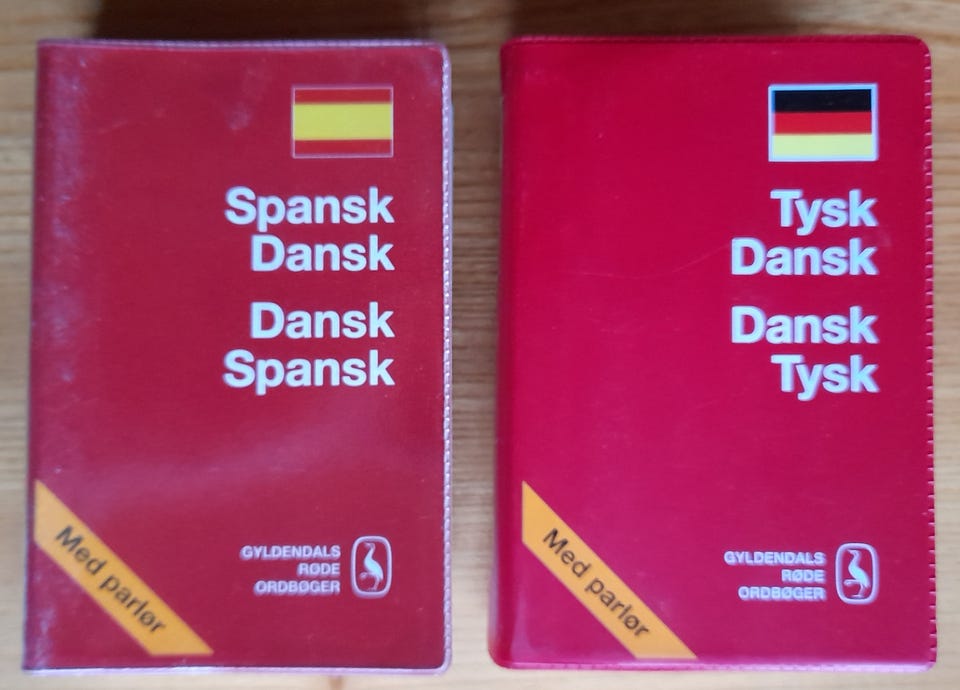 Spansk
Dansk
Dansk
Spansk
Med parlør
GYLDENDALS
RØDE
ORDBØGER
Tysk
Dansk
Dansk
Tysk
Med parlør
GYLDENDALS
RØDE
ORDBØGER